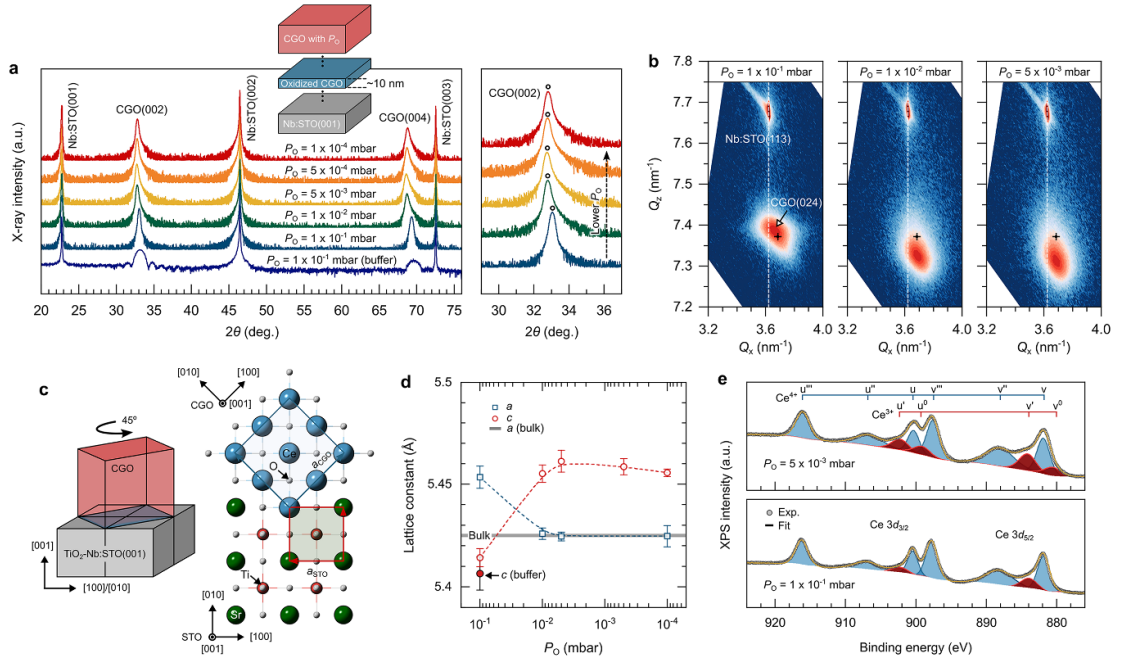 CGO with PO
Oxidized CGO
~10 nm
Nb:STO(001)
a
Nb:STO(001)
CGO(002)
Nb:STO(002)
CGO(004)
Nb:STO(003)
PO = 1 x 10-4 mbar
PO = 5 x 10-4 mbar
PO = 5 x 10-3 mbar
PO = 1 x 10-2 mbar
PO = 1 x 10-1 mbar
PO = 1 x 10-1 mbar (buffer)
X-ray intensity (a.u.)
20 25 30 35 40 45 50 55 60 65 70 75
2θ (deg.)
CGO(002)
Lower PO
31 32 33 34 35 36
2θ (deg.)
b
PO = 1 x 10-1 mbar
PO = 1 x 10-2 mbar
PO = 5 x 10-3 mbar
7.8
7.7
7.6
7.5
7.4
7.3
7.2
Qz (nm-1)
Nb:STO(113)
CGO(024)
3.2 3.6 4.0
3.2 3.6 4.0
3.2 3.6 4.0
Qx (nm-1)
Qx (nm-1)
Qx (nm-1)
c
[010] [100]
[001]
CGO
45º
CGO
TiO2-Nb:STO(001)
[001]
[100]/[010]
Ce
O
aCGO
aSTO
Ti
Sr
[010]
[100]
STO
[001]
d
5.5
5.45
5.4
Lattice constant (Å)
a
c
a (bulk)
Bulk
c (buffer)
10-1 10-2 10-3 10-4
PO (mbar)
e
Ce4+
u''' u'' u v''' v'' v
Ce3+
u' u0 v' v0
PO = 5 x 10-3 mbar
Exp.
Fit
Ce 3d3/2
Ce 3d5/2
PO = 1 x 10-1 mbar
XPS intensity (a.u.)
920 910 900 890 880
Binding energy (eV)